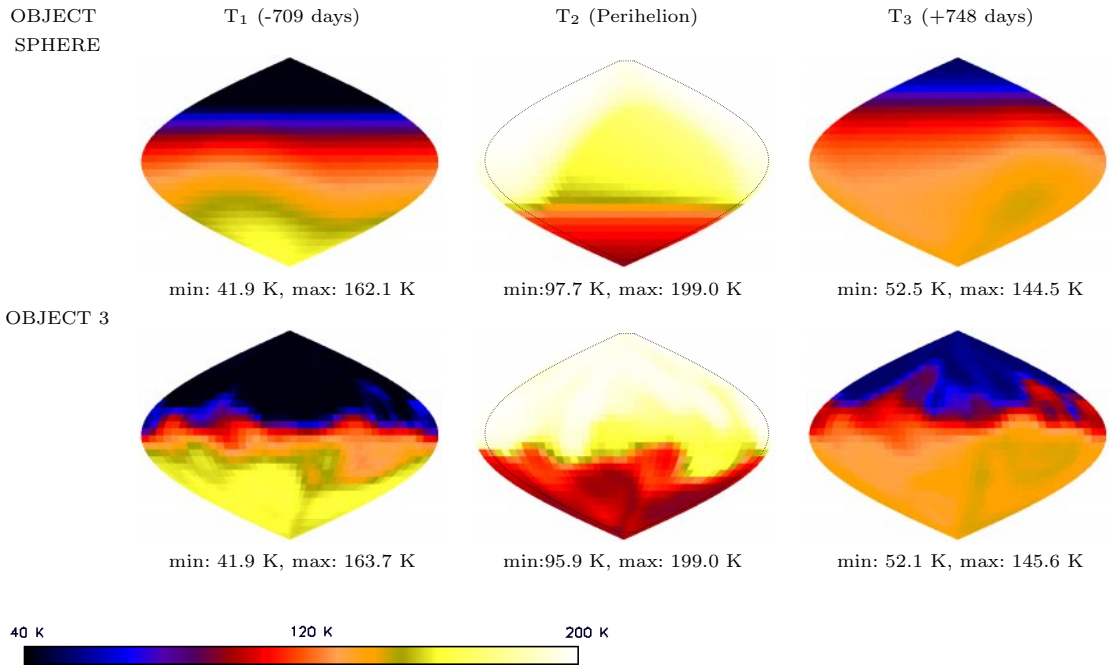 OBJECT T₁ (-709 days) T₂ (Perihelion) T₃ (+748 days)
SPHERE
min: 41.9 K, max: 162.1 K min:97.7 K, max: 199.0 K min: 52.5 K, max: 144.5 K
OBJECT 3
min: 41.9 K, max: 163.7 K min:95.9 K, max: 199.0 K min: 52.1 K, max: 145.6 K
40 K 120 K 200 K